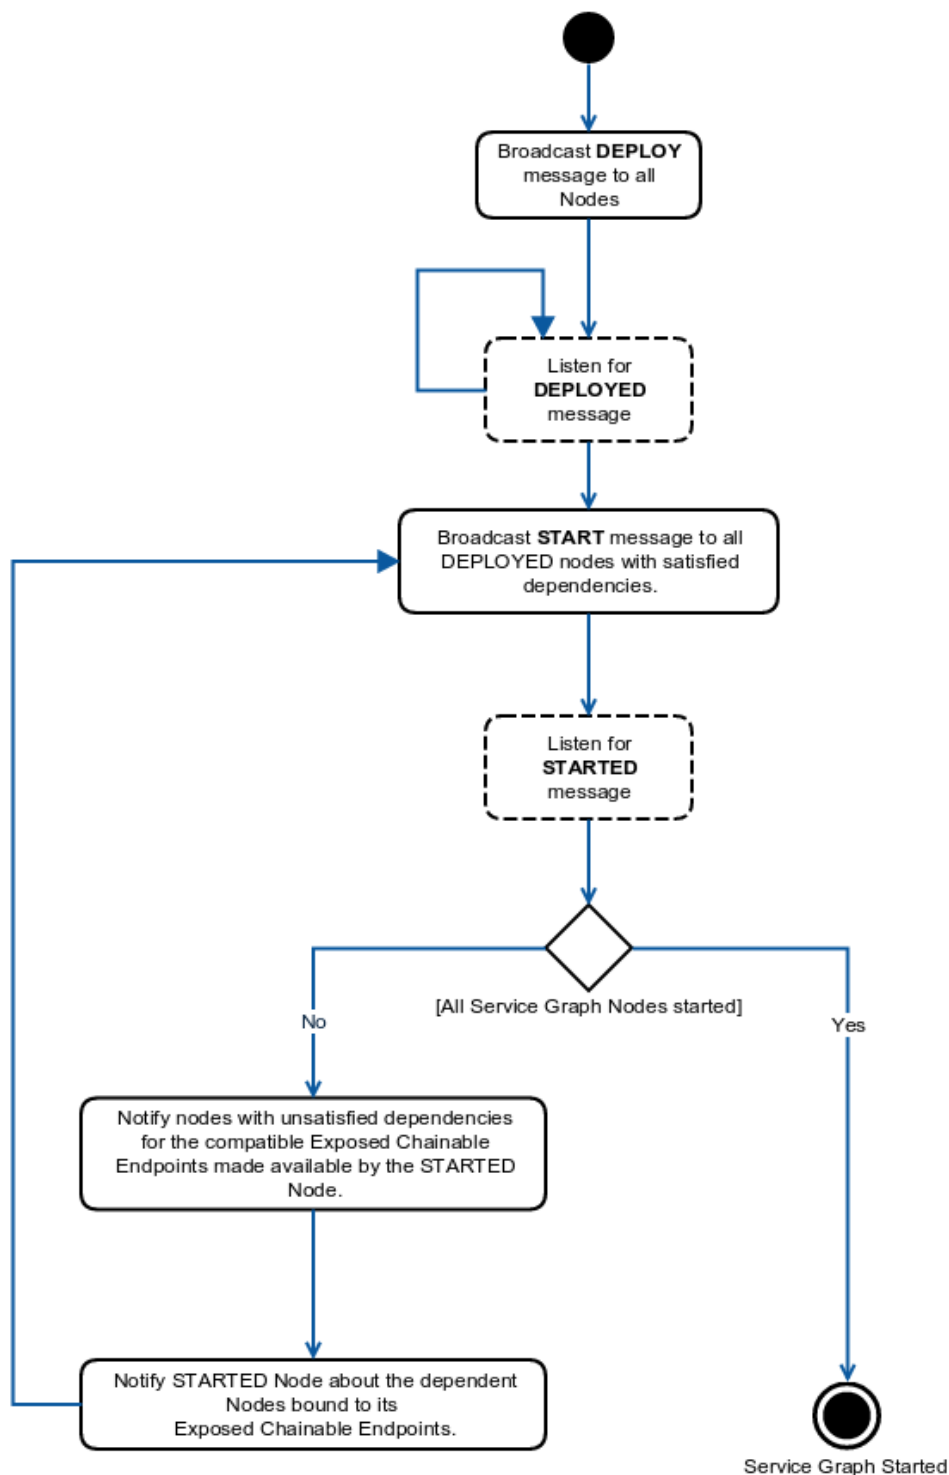 Broadcast DEPLOY
message to all
Nodes
Listen for
DEPLOYED
message
Broadcast START message to all
DEPLOYED nodes with satisfied
dependencies.
Listen for
STARTED
message
[All Service Graph Nodes started]
No
Yes
Notify nodes with unsatisfied dependencies
for the compatible Exposed Chainable
Endpoints made available by the STARTED
Node.
Notify STARTED Node about the dependent
Nodes bound to its
Exposed Chainable Endpoints.
Service Graph Started